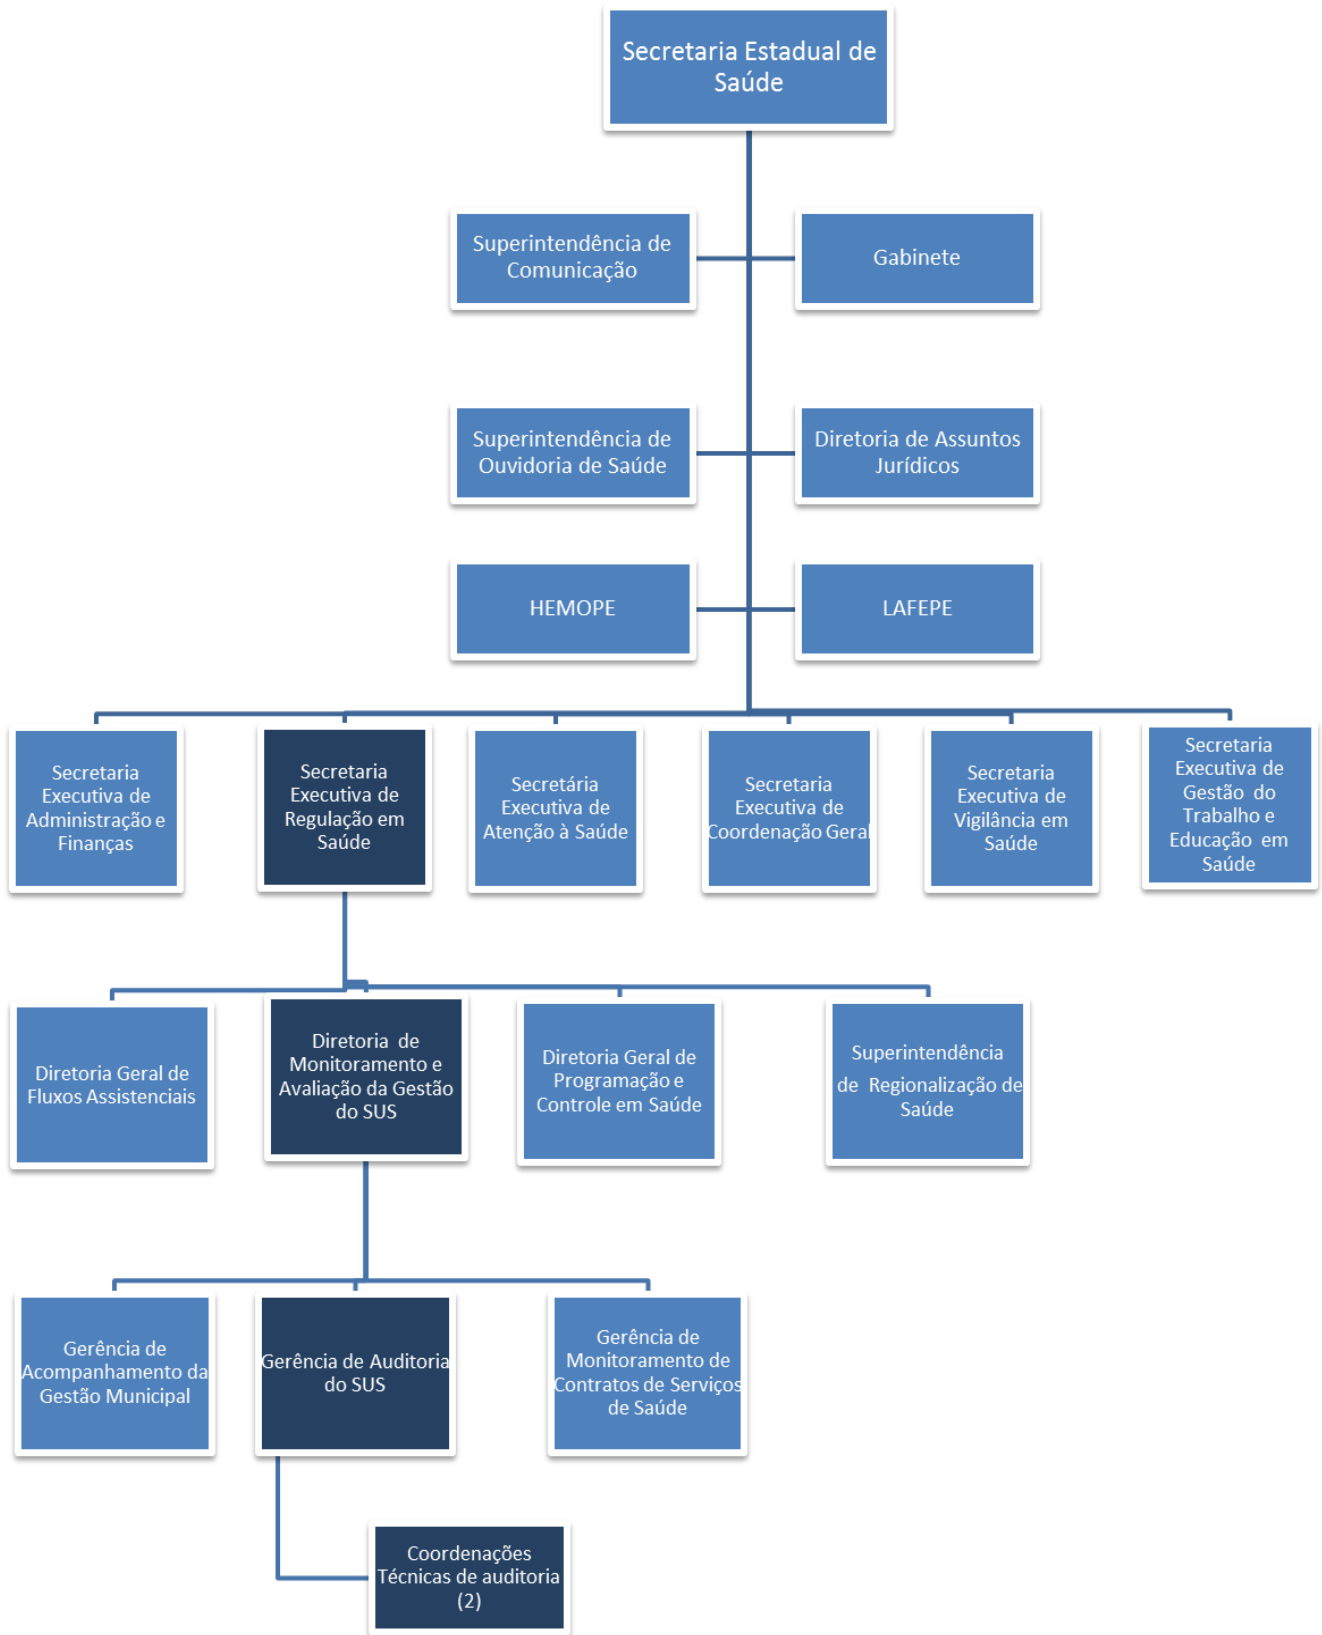 Secretaria Estadual de
Saúde
Superintendência de
Comunicação
Gabinete
Superintendência de
Ouvidoria de Saúde
Diretoria de Assuntos
Jurídicos
HEMOPE
LAFEPE
Secretaria
Executiva de
Administração e
Finanças
Secretaria
Executiva de
Regulação em
Saúde
Secretária
Executiva de
Atenção à Saúde
Secretaria
Executiva de
Coordenação Geral
Secretaria
Executiva de
Vigilância em
Saúde
Secretaria
Executiva de
Gestão do
Trabalho e
Educação em
Saúde
Diretoria Geral de
Fluxos Assistenciais
Diretoria de
Monitoramento e
Avaliação da Gestão
do SUS
Diretoria Geral de
Programação e
Controle em Saúde
Superintendência
de Regionalização de
Saúde
Gerência de
Acompanhamento da
Gestão Municipal
Gerência de Auditoria
do SUS
Gerência de
Monitoramento de
Contratos de Serviços
de Saúde
Coordenações
Técnicas de auditoria
(2)